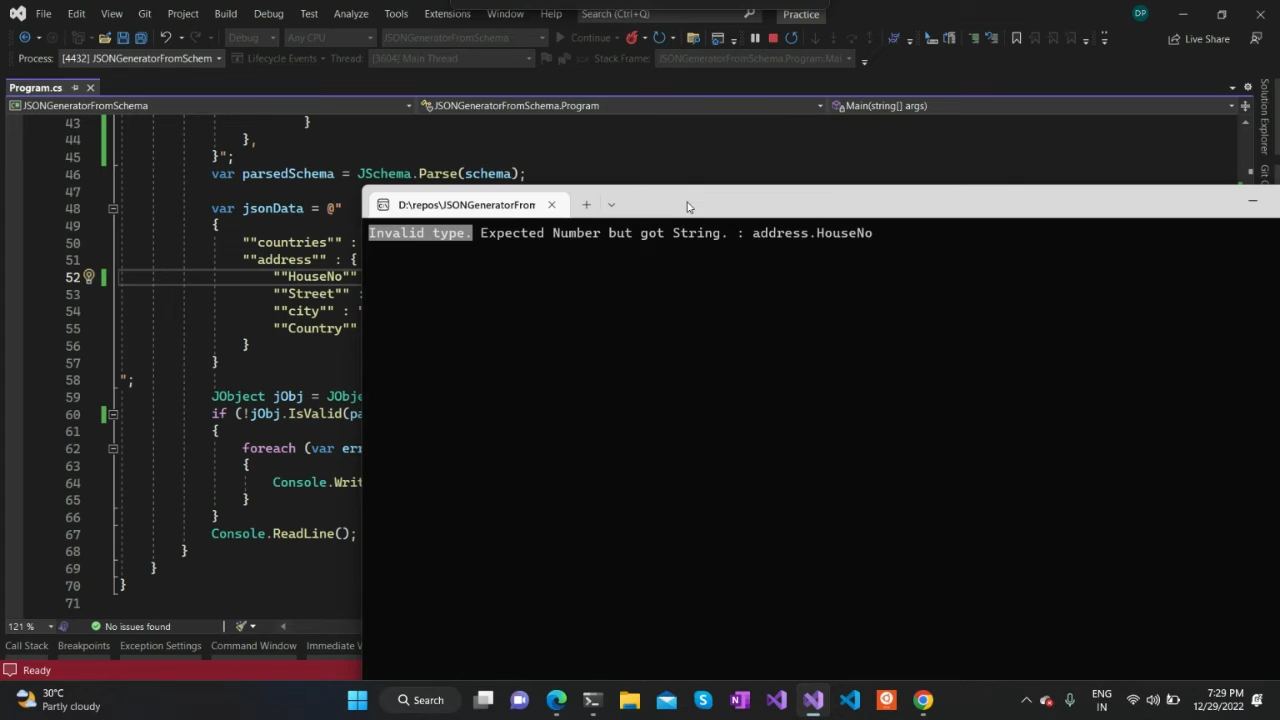 File Edit View Git Project Build Debug Test Analyze Tools Extensions Window Help Search (Ctrl+Q) Practice DP
Debug Any CPU JSONGeneratorFromSchema Continue Live Share
Process: [4432] JSONGeneratorFromSchem Lifecycle Events Thread: [3604] Main Thread Stack Frame: JSONGeneratorFromSchema.Program.Mai
Program.cs
JSONGeneratorFromSchema JSONGeneratorFromSchema.Program Main(string[] args)
Solution Explorer
43 }
44 },
45 }";
46 var parsedSchema = JSchema.Parse(schema);
47
48 var jsonData = @"
49 {
50 ""countries"" :
51 ""address"" : {
52 ""HouseNo""
53 ""Street"" :
54 ""city"" : "
55 ""Country""
56 }
57 }
58 ";
59 JObject jObj = JObje
60 if (!jObj.IsValid(pa
61 {
62 foreach (var err
63 {
64 Console.Writ
65 }
66 }
67 Console.ReadLine();
68 }
69 }
70 }
71
D:\repos\JSONGeneratorFrom
Invalid type. Expected Number but got String. : address.HouseNo
121 % No issues found
Call Stack Breakpoints Exception Settings Command Window Immediate
Ready
30°C
Partly cloudy
Search
ENG
IN
7:29 PM
12/29/2022